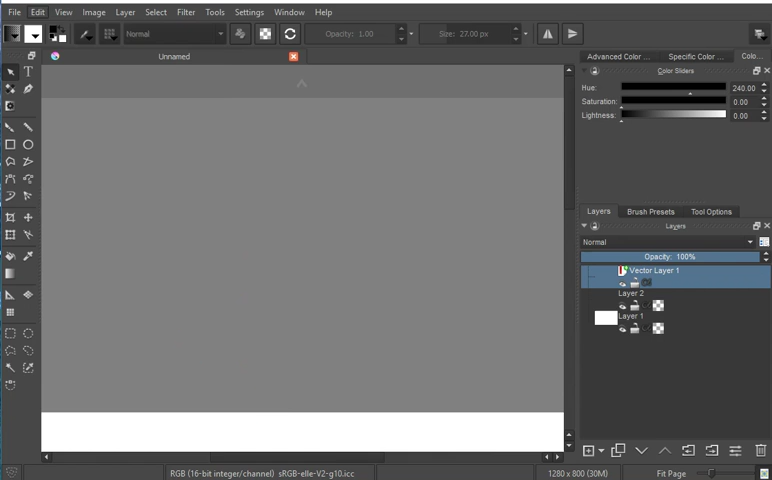 File Edit View Image Layer Select Filter Tools Settings Window Help
Normal Opacity: 1.00 Size: 27.00 px
T Unnamed
Advanced Color ... Specific Color ... Colo...
Color Sliders
Hue: 240.00
Saturation: 0.00
Lightness: 0.00
Layers Brush Presets Tool Options
Layers
Normal
Opacity: 100%
Vector Layer 1
Layer 2
Layer 1
RGB (16-bit integer/channel) sRGB-elle-V2-g10.icc 1280 x 800 (30M) Fit Page